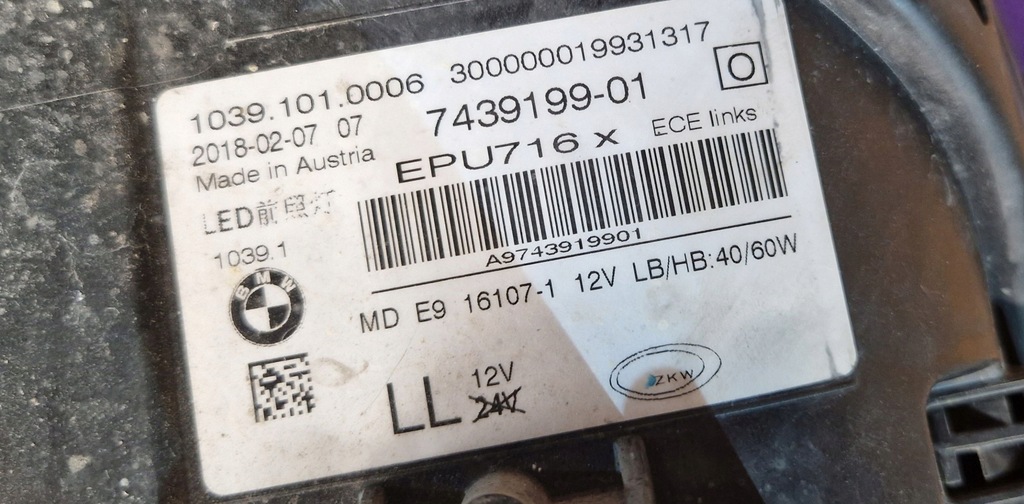 1039.101.0006 300000019931317
2018-02-07 07 7439199-01 O
Made in Austria EPU716 x ECE links
LED前照灯
A9743919901
1039.1
BMW
MD E9 16107-1 12V LB/HB:40/60W
LL 12V
24V
ZKW